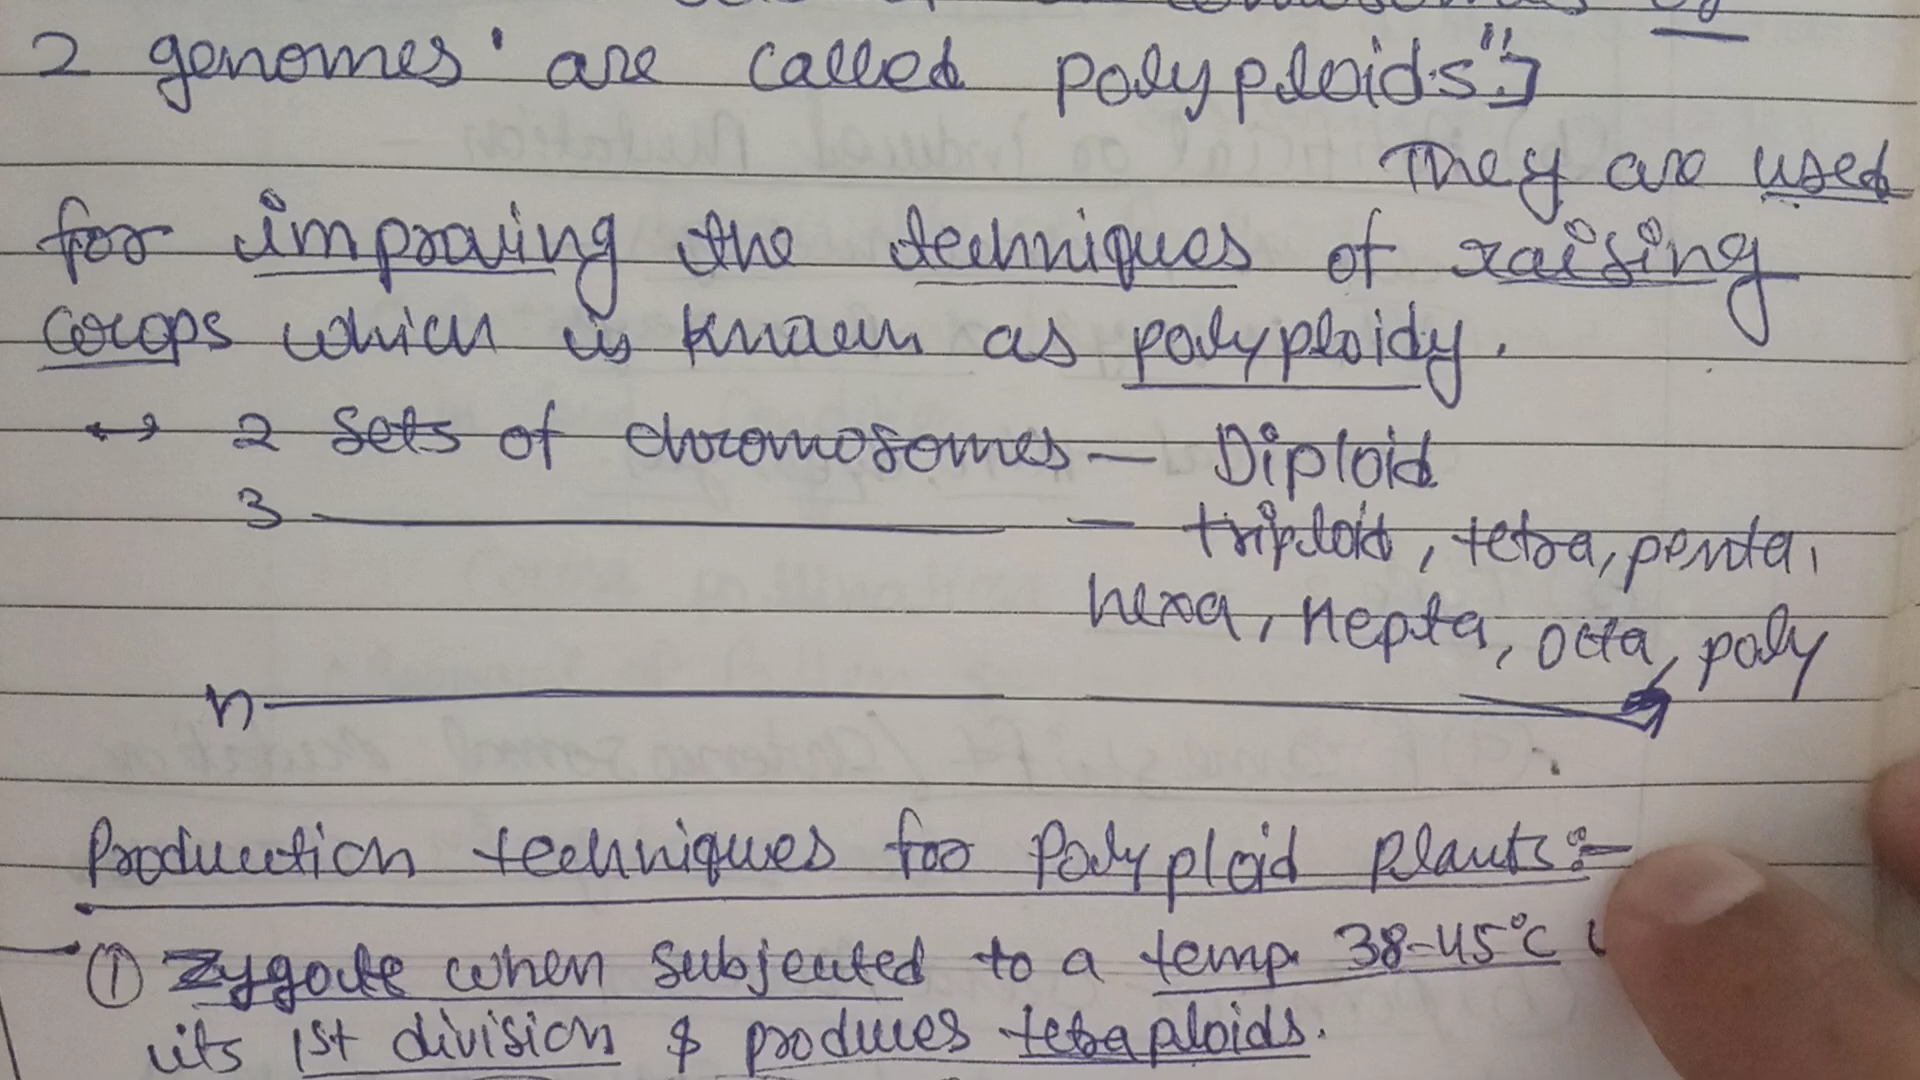 2 genomes' are called polyploids"]
They are used
for improving the techniques of raising
crops which is known as polyploidy.
→ 2 sets of chromosomes — Diploid
3 ——— — triploid, tetra, penta,
hexa, hepta, octa, poly
n ———→
Production techniques for Polyploid Plants:-
① Zygote when subjected to a temp. 38-45°C
its 1st division & produces tetraploids.